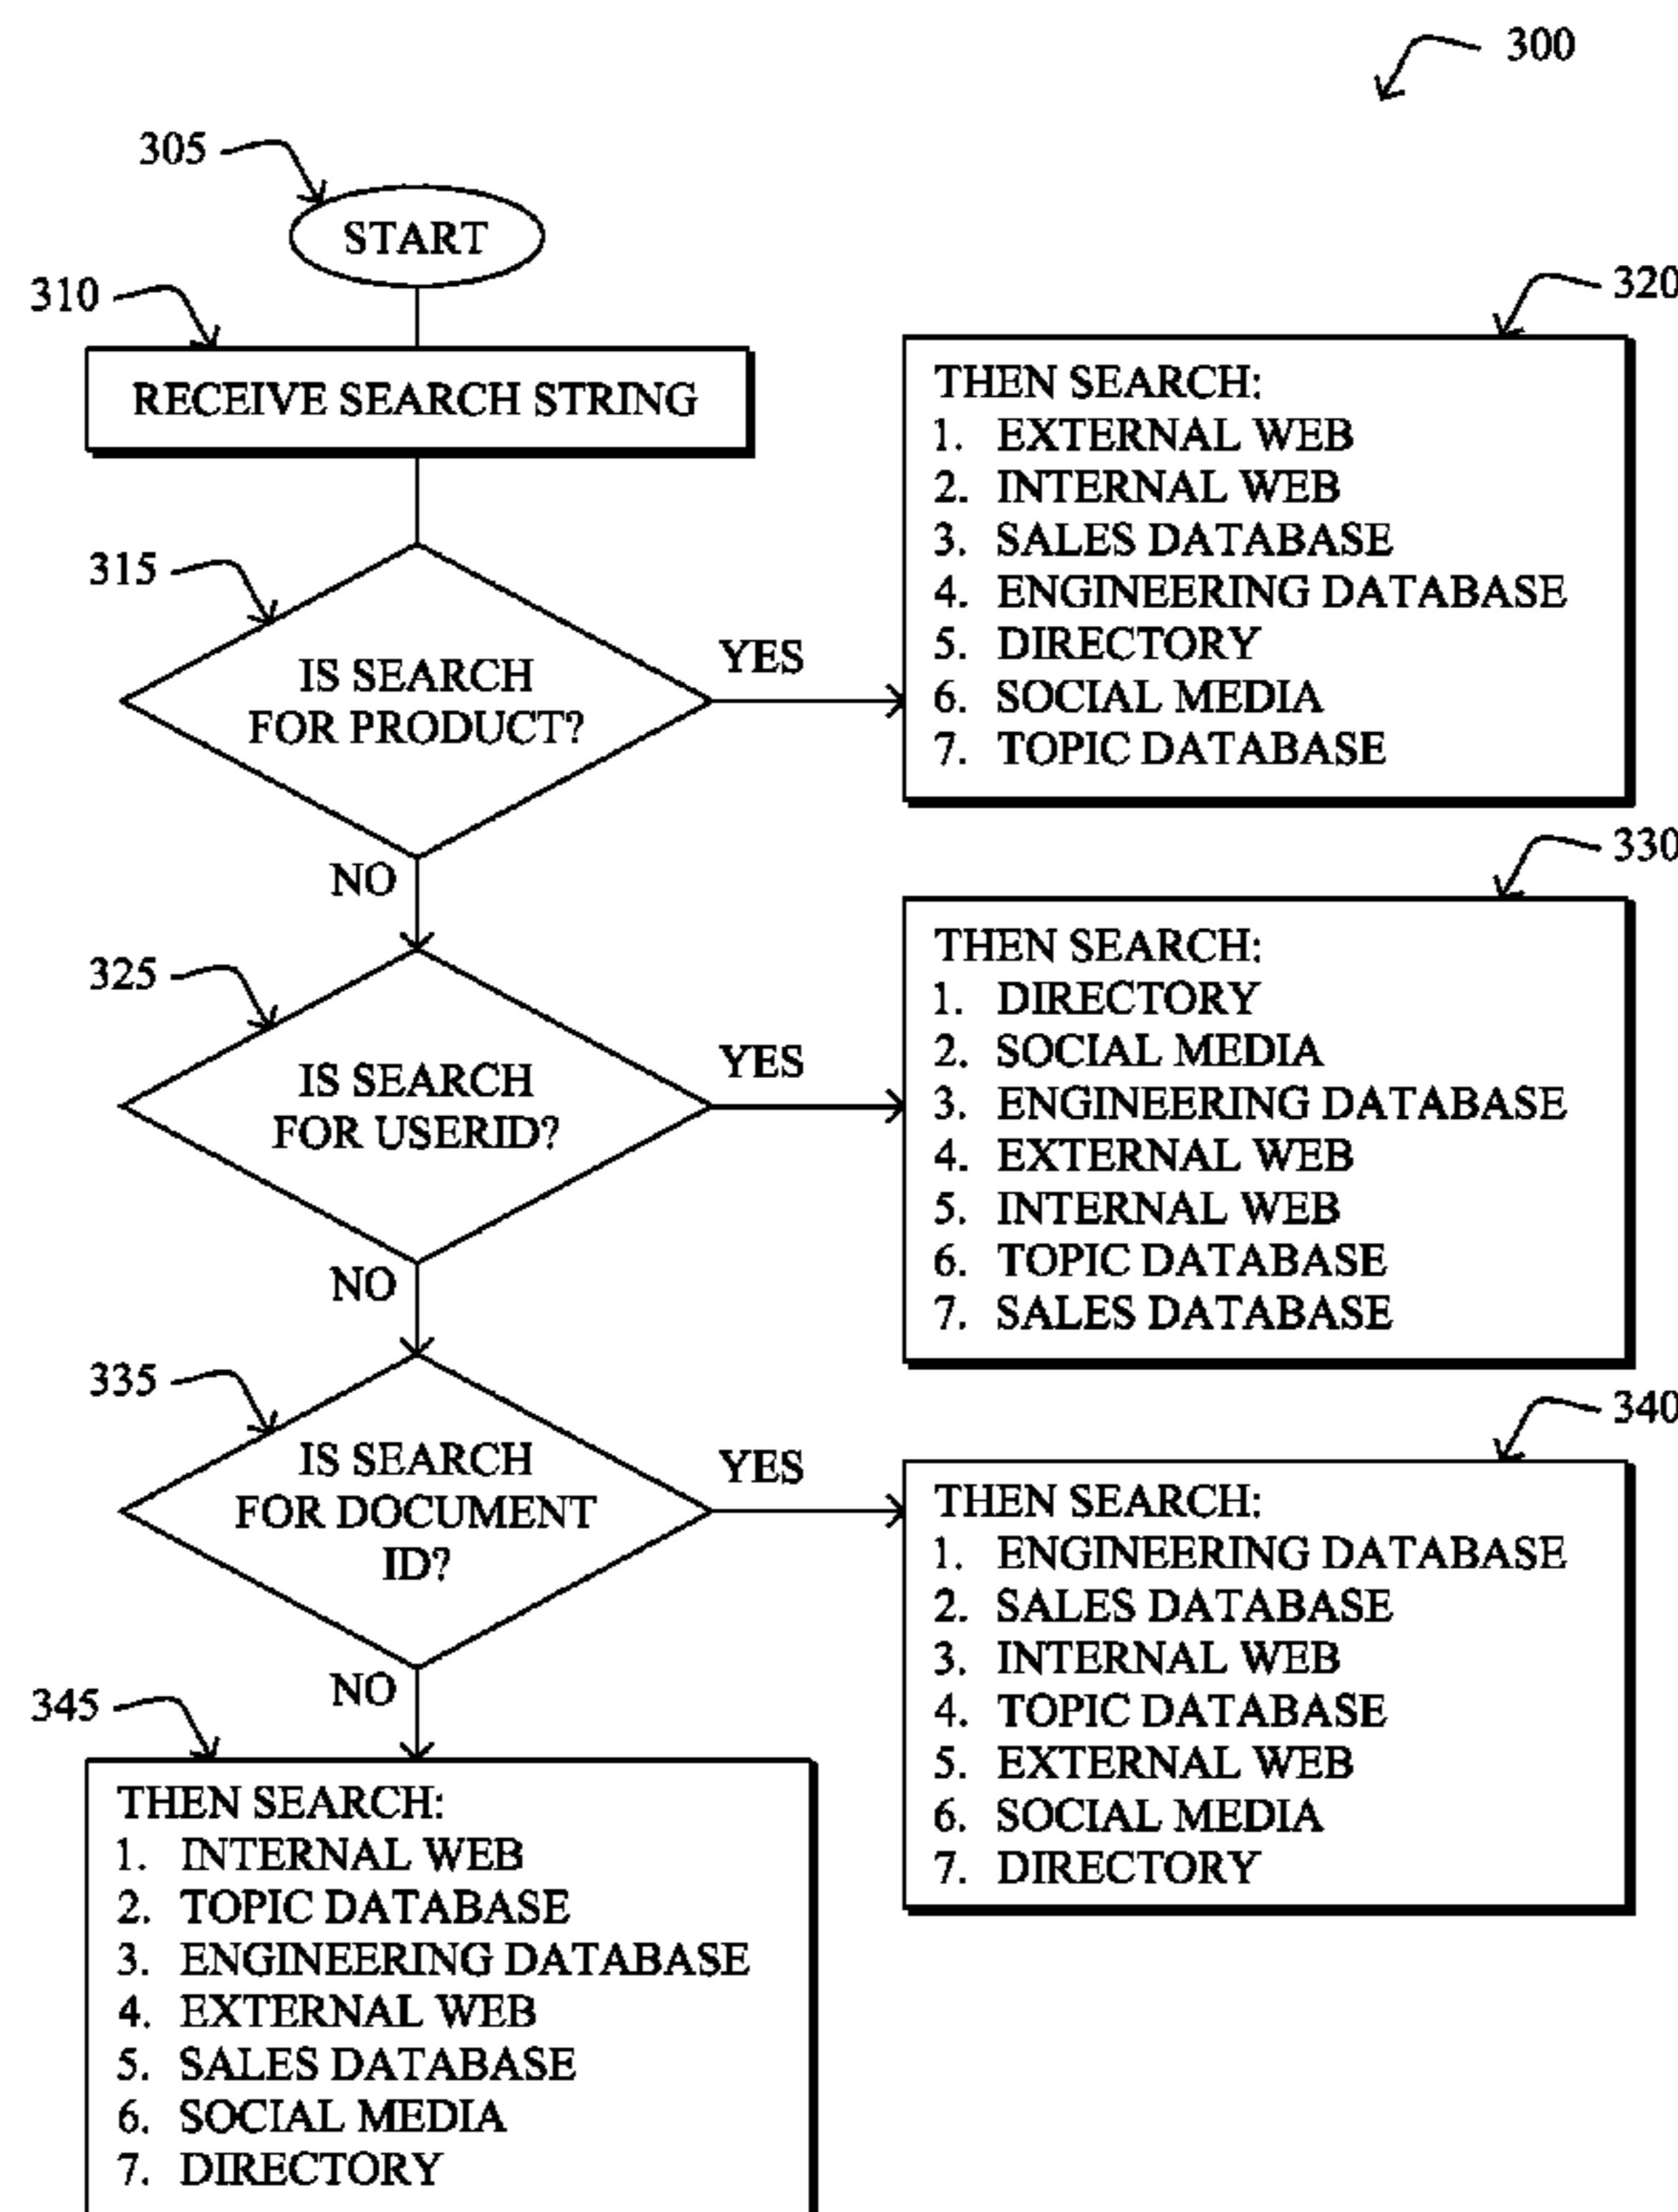 300
305
START
310
RECEIVE SEARCH STRING
320
THEN SEARCH:
1. EXTERNAL WEB
2. INTERNAL WEB
3. SALES DATABASE
4. ENGINEERING DATABASE
5. DIRECTORY
6. SOCIAL MEDIA
7. TOPIC DATABASE
315
IS SEARCH
FOR PRODUCT?
YES
NO
330
THEN SEARCH:
1. DIRECTORY
2. SOCIAL MEDIA
3. ENGINEERING DATABASE
4. EXTERNAL WEB
5. INTERNAL WEB
6. TOPIC DATABASE
7. SALES DATABASE
325
IS SEARCH
FOR USERID?
YES
NO
340
THEN SEARCH:
1. ENGINEERING DATABASE
2. SALES DATABASE
3. INTERNAL WEB
4. TOPIC DATABASE
5. EXTERNAL WEB
6. SOCIAL MEDIA
7. DIRECTORY
335
IS SEARCH
FOR DOCUMENT
ID?
YES
NO
345
THEN SEARCH:
1. INTERNAL WEB
2. TOPIC DATABASE
3. ENGINEERING DATABASE
4. EXTERNAL WEB
5. SALES DATABASE
6. SOCIAL MEDIA
7. DIRECTORY